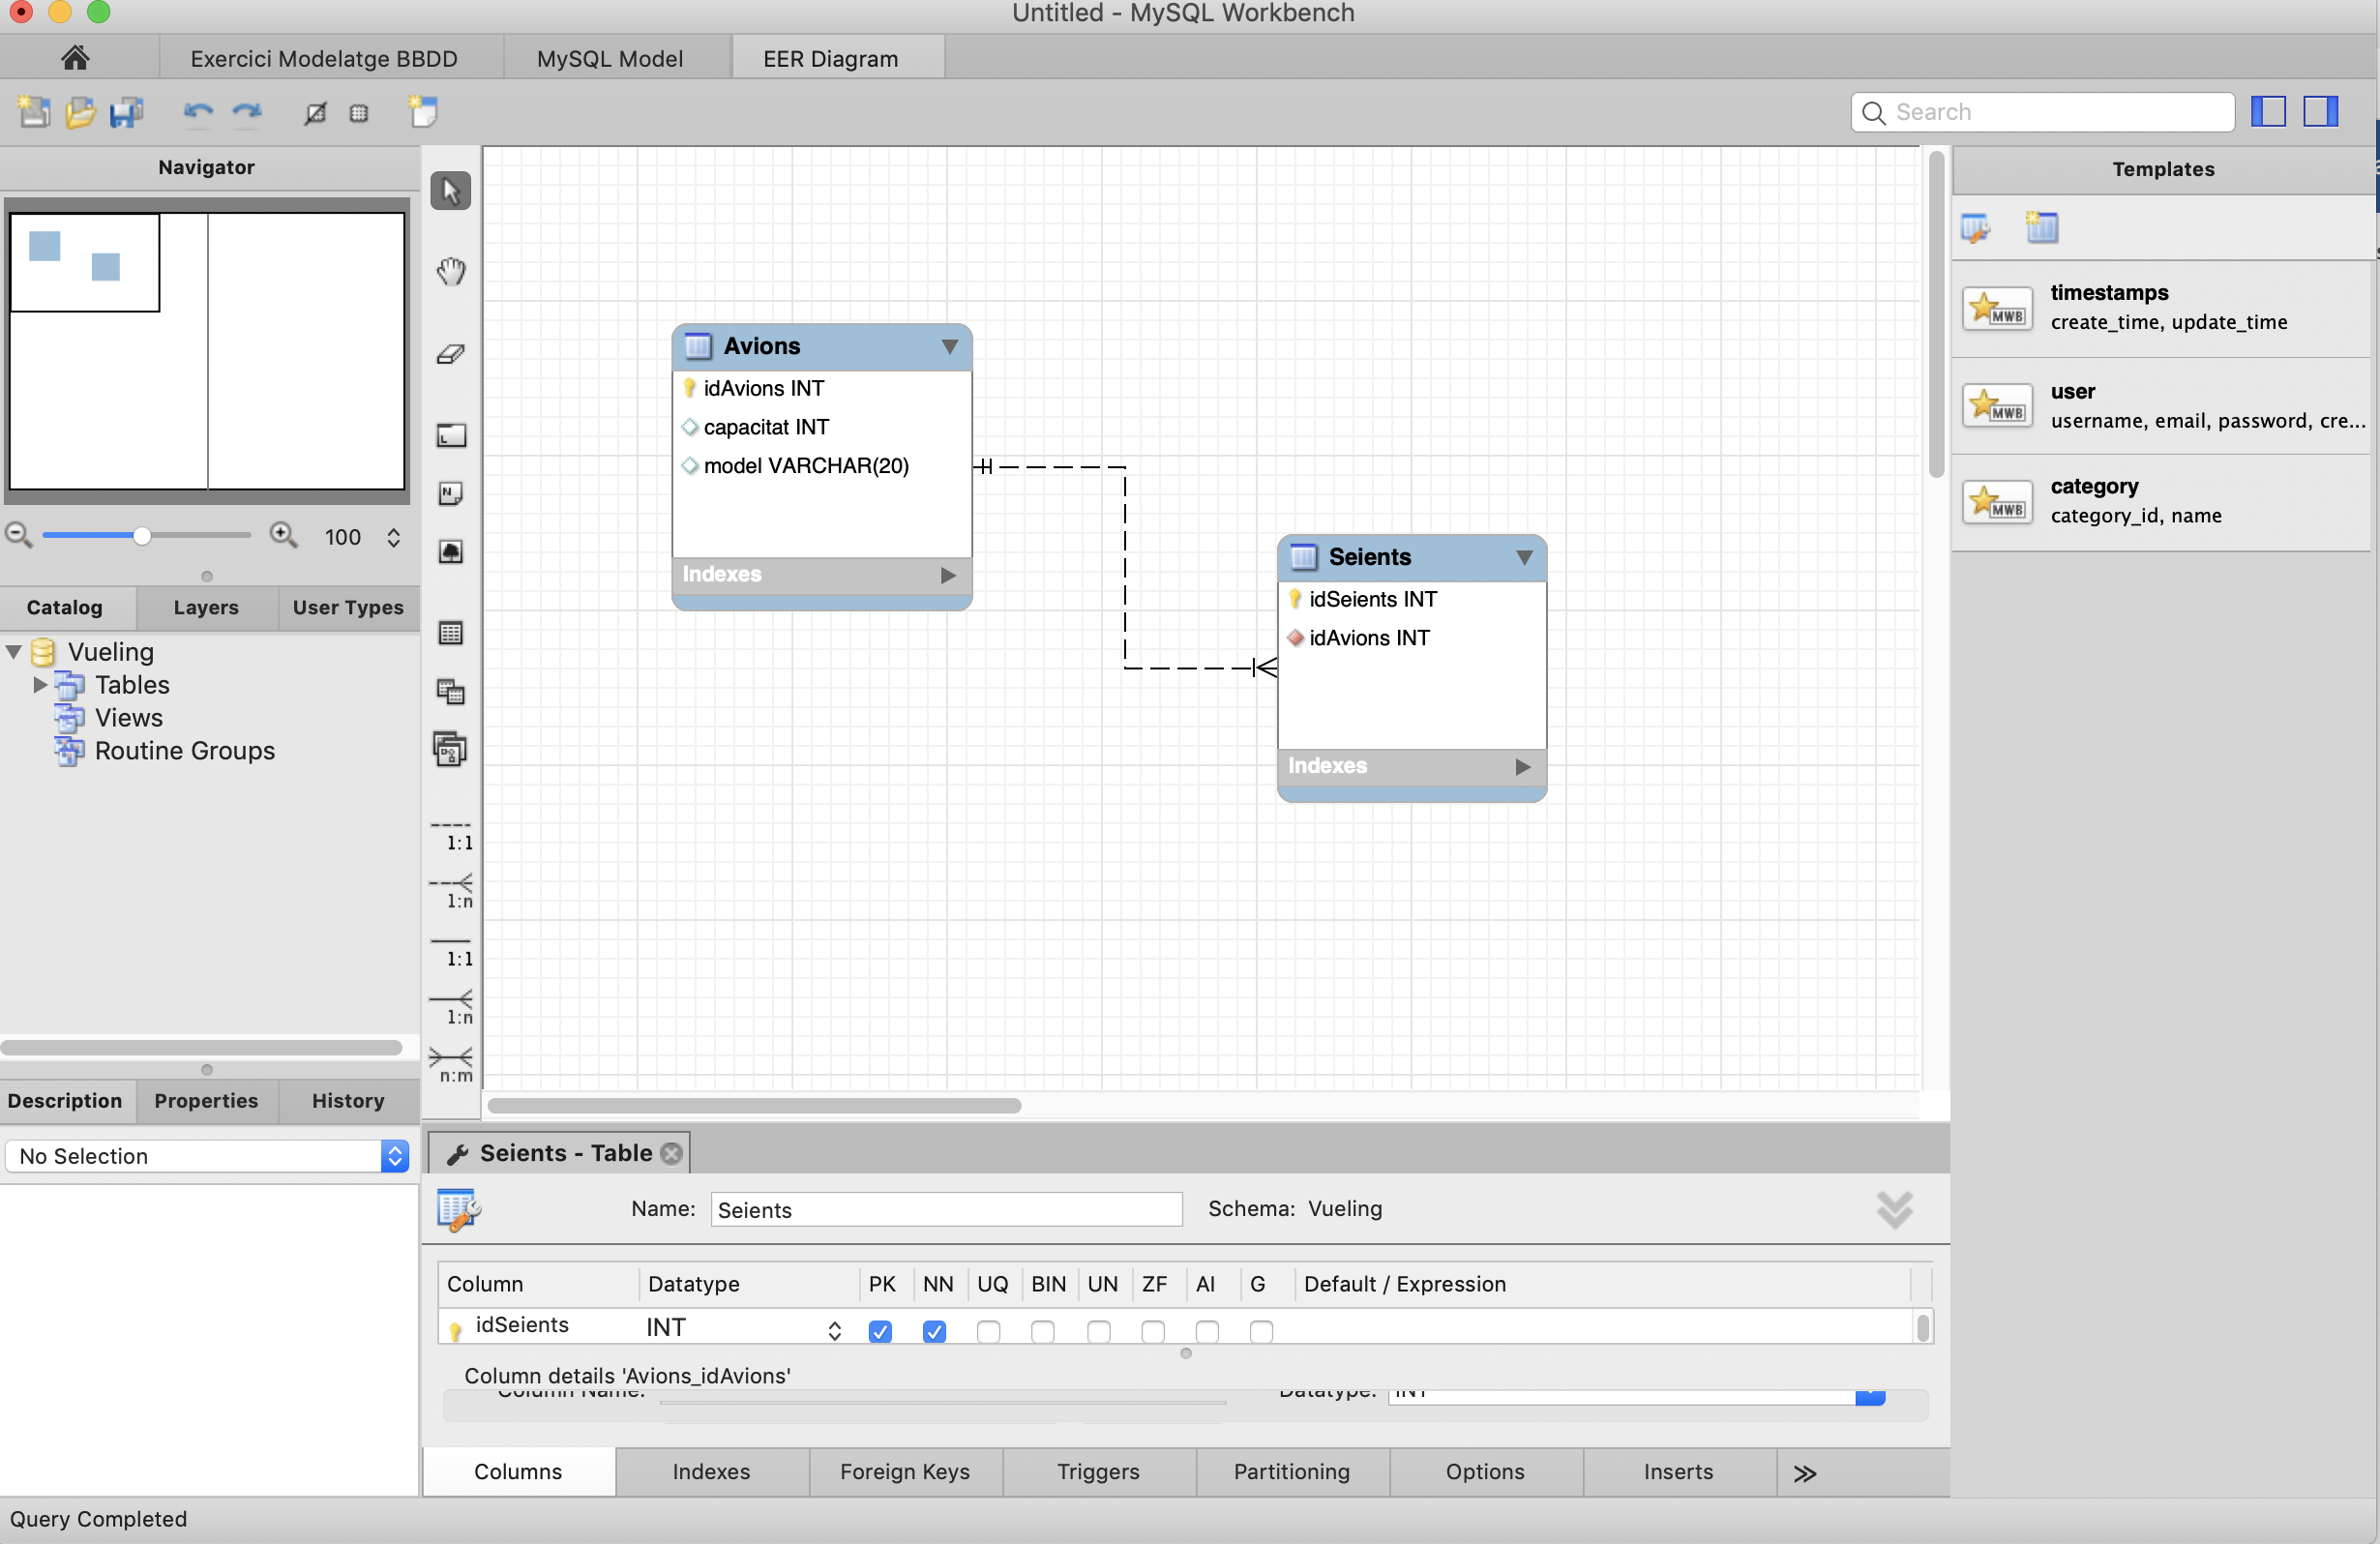 Untitled - MySQL Workbench
Exercici Modelatge BBDD
MySQL Model
EER Diagram
Search
Navigator
100
Catalog
Layers
User Types
Vueling
Tables
Views
Routine Groups
Description
Properties
History
No Selection
L
N
1:1
1:n
1:1
1:n
n:m
Avions
idAvions INT
capacitat INT
model VARCHAR(20)
Indexes
Seients
idSeients INT
idAvions INT
Indexes
Templates
MWB
timestamps
create_time, update_time
MWB
user
username, email, password, cre...
MWB
category
category_id, name
Seients - Table
Name: Seients
Schema: Vueling
Column Datatype PK NN UQ BIN UN ZF AI G Default / Expression
idSeients INT
Column details 'Avions_idAvions'
Column Name:
Datatype: INT
Columns
Indexes
Foreign Keys
Triggers
Partitioning
Options
Inserts
Query Completed